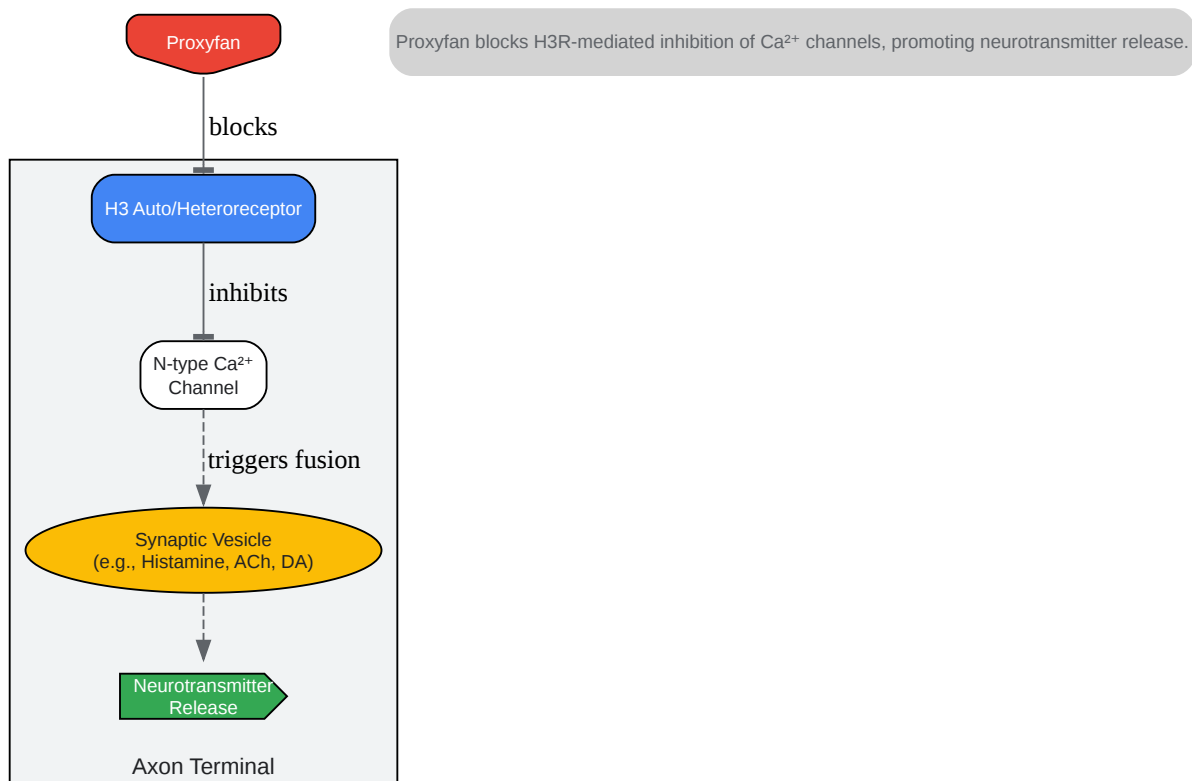 Proxyfan
Proxyfan blocks H3R-mediated inhibition of Ca²⁺ channels, promoting neurotransmitter release.
blocks
H3 Auto/Heteroreceptor
inhibits
N-type Ca²⁺
Channel
triggers fusion
Synaptic Vesicle
(e.g., Histamine, ACh, DA)
Neurotransmitter
Release
Axon Terminal